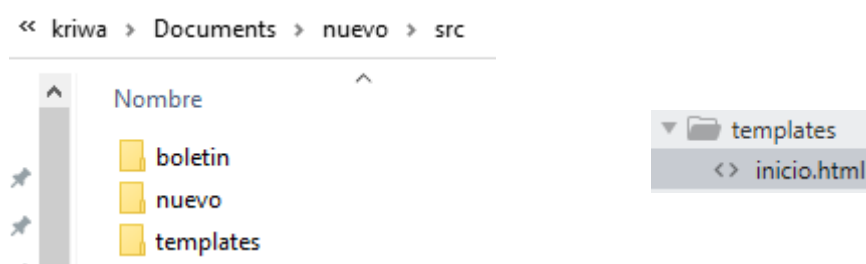 « kriwa > Documents > nuevo > src
Nombre
boletin
nuevo
templates
templates
<> inicio.html